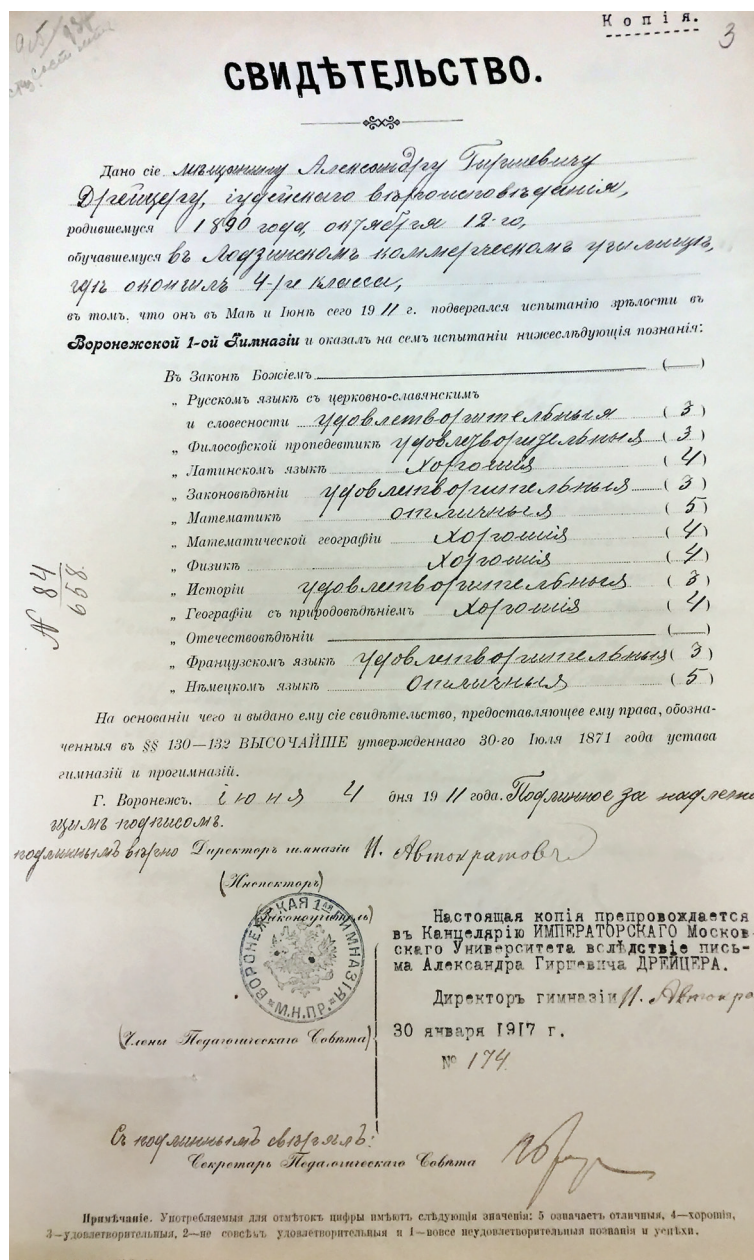 Копія.
3
СВИДѢТЕЛЬСТВО.
Дано сіе мѣщанину Александру Гиршевичу
Дрейцеру, іудейскаго вѣроисповѣданія,
родившемуся 1890 года, октября 12-го,
обучавшемуся въ Лодзинскомъ коммерческомъ училищѣ,
гдѣ окончилъ 4-ре класса,
въ томъ, что онъ въ Маѣ и Іюнѣ сего 1911 г. подвергался испытанію зрѣлости въ
Воронежской 1-ой Гимназіи и оказалъ на семъ испытаніи нижеслѣдующія познанія:
Въ Законѣ Божіемъ (—)
„ Русскомъ языкѣ съ церковно-славянскимъ
и словесности удовлетворительныя (3)
„ Философской пропедевтикѣ удовлетворительныя (3)
„ Латинскомъ языкѣ хорошія (4)
„ Законовѣдѣніи удовлетворительныя (3)
„ Математикѣ отличныя (5)
„ Математической географіи хорошія (4)
„ Физикѣ хорошія (4)
„ Исторіи удовлетворительныя (3)
„ Географіи съ природовѣдѣніемъ хорошія (4)
„ Отечествовѣдѣніи (—)
„ Французскомъ языкѣ удовлетворительныя (3)
„ Нѣмецкомъ языкѣ отличныя (5)
N 84
658.
На основаніи чего и выдано ему сіе свидѣтельство, предоставляющее ему права, обозна-
ченныя въ §§ 130—132 ВЫСОЧАЙШЕ утвержденнаго 30-го Іюля 1871 года устава
гимназій и прогимназій.
Г. Воронежъ. іюня 4 дня 1911 года. Подлинное за надлежа
щимъ подписомъ.
подлиннымъ вѣрно Директоръ гимназіи И. Автократовъ
(Инспекторъ)
(Законоучитель)
ВОРОНЕЖСКАЯ 1ая ГИМНАЗІЯ
М.Н.ПР.
(Члены Педагогическаго Совѣта)
Настоящая копія препровождается
въ Канцелярію ИМПЕРАТОРСКАГО Москов-
скаго Университета вслѣдствіе пись-
ма Александра Гиршевича ДРЕЙЦЕРА.
Директоръ гимназіи И. Автокра
30 января 1917 г.
№ 174
Съ подлиннымъ свѣрялъ:
Секретарь Педагогическаго Совѣта
Примѣчаніе. Употребляемыя для отмѣтокъ цифры имѣютъ слѣдующія значенія: 5 означаетъ отличныя, 4—хорошія,
3—удовлетворительныя, 2—не совсѣмъ удовлетворительныя и 1—вовсе неудовлетворительныя познанія и успѣхи.